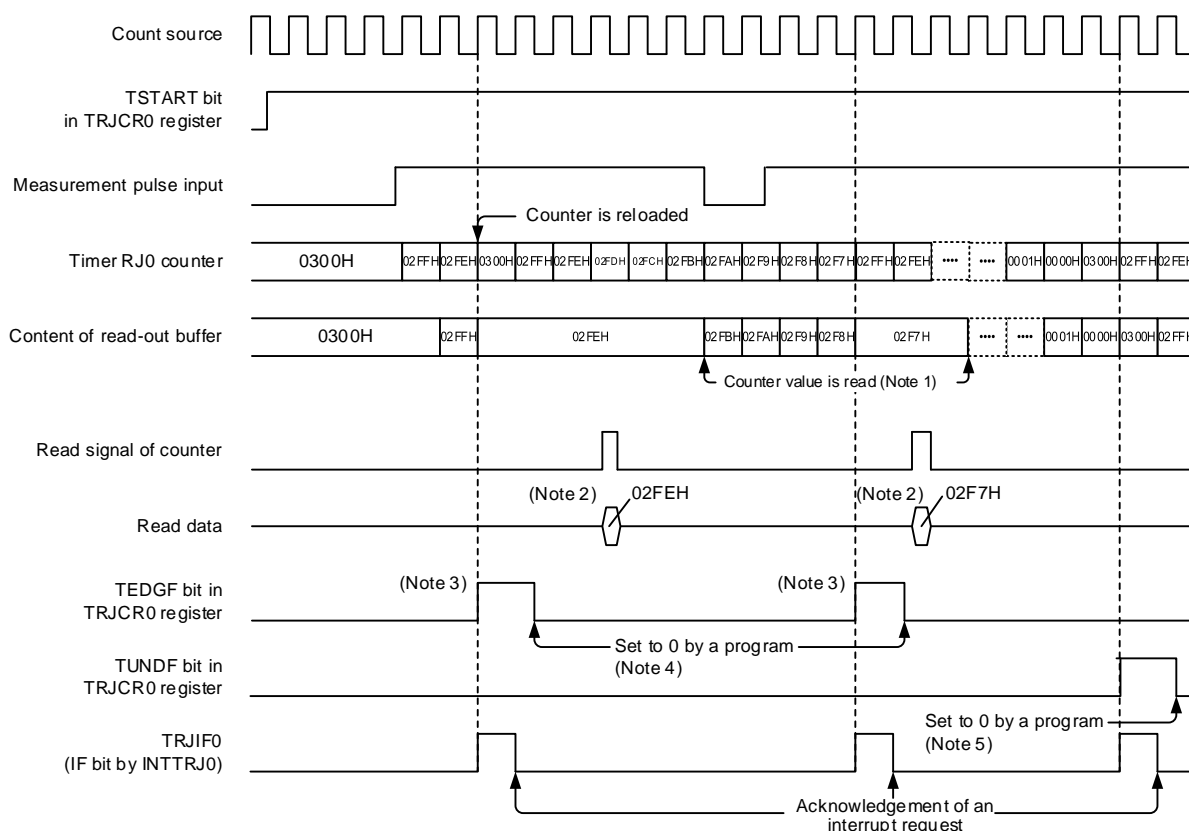 Count source
TSTART bit
in TRJCR0 register
Measurement pulse input
Counter is reloaded
Timer RJ0 counter
0300H 02FFH 02FEH 0300H 02FFH 02FEH 02FDH 02FCH 02FBH 02FAH 02F9H 02F8H 02F7H 02FFH 02FEH •••• •••• 0001H 0000H 0300H 02FFH 02FEH
Content of read-out buffer
0300H 02FFH 02FEH 02FBH 02FAH 02F9H 02F8H 02F7H •••• •••• 0001H 0000H 0300H 02FFH
Counter value is read (Note 1)
Read signal of counter
(Note 2) 02FEH (Note 2) 02F7H
Read data
TEDGF bit in
TRJCR0 register
(Note 3) (Note 3)
Set to 0 by a program
(Note 4)
TUNDF bit in
TRJCR0 register
Set to 0 by a program
(Note 5)
TRJIF0
(IF bit by INTTRJ0)
Acknowledgement of an
interrupt request